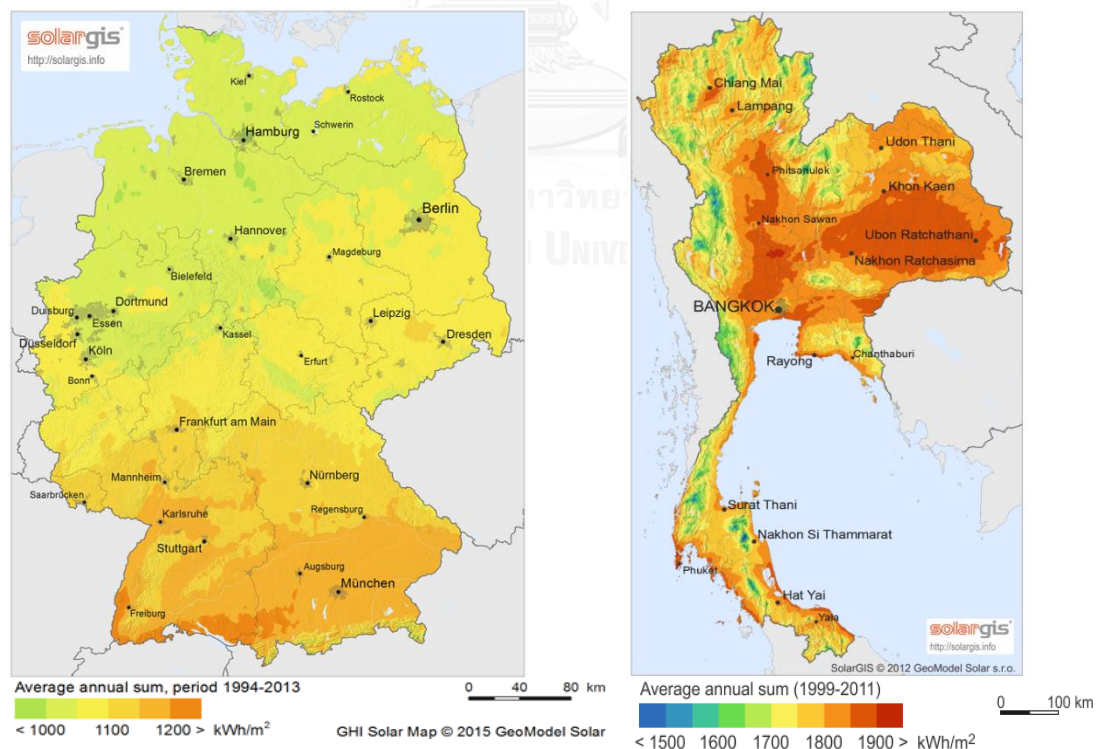 solargis
http://solargis.info
Kiel
Rostock
Hamburg
Schwerin
Bremen
Berlin
Hannover
Magdeburg
Bielefeld
Dortmund
Duisburg
Essen
Düsseldorf
Köln
Bonn
Kassel
Leipzig
Dresden
Erfurt
Frankfurt am Main
Mannheim
Nürnberg
Saarbrücken
Regensburg
Karlsruhe
Stuttgart
Augsburg
München
Freiburg
Average annual sum, period 1994-2013
< 1000 1100 1200 > kWh/m²
0 40 80 km
GHI Solar Map © 2015 GeoModel Solar
Chiang Mai
Lampang
Udon Thani
Phitsanulok
Khon Kaen
Nakhon Sawan
Ubon Ratchathani
Nakhon Ratchasima
BANGKOK
Rayong
Chanthaburi
Surat Thani
Nakhon Si Thammarat
Phuket
Hat Yai
Yala
solargis
http://solargis.info
SolarGIS © 2012 GeoModel Solar s.r.o.
Average annual sum (1999-2011)
0 100 km
< 1500 1600 1700 1800 1900 > kWh/m²